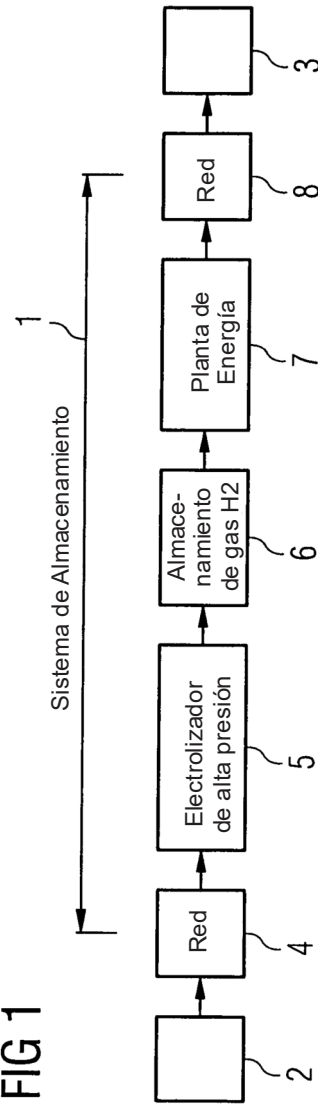 FIG 1
Sistema de Almacenamiento
1
Red
Electrolizador
de alta presión
Almace-
namiento
de gas H2
Planta de
Energía
Red
2
4
5
6
7
8
3